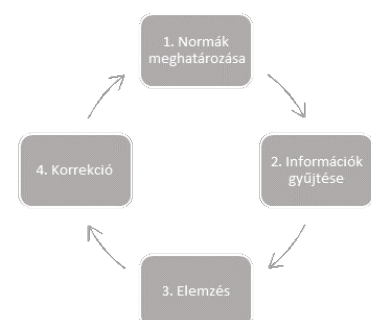 1. Normák
meghatározása
2. Információk
gyűjtése
3. Elemzés
4. Korrekció